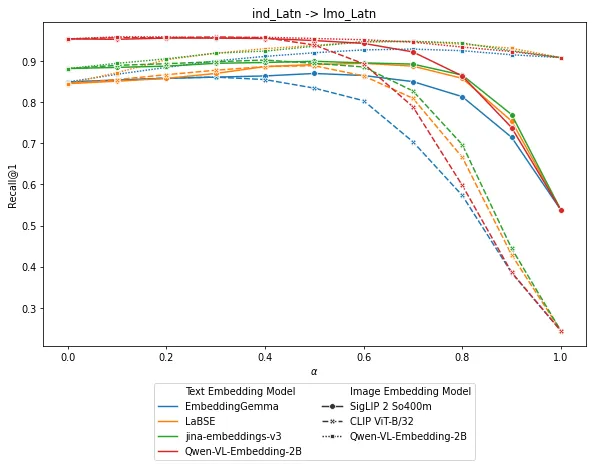 ind_Latn -> lmo_Latn
Recall@1
0.9
0.8
0.7
0.6
0.5
0.4
0.3
0.0
0.2
0.4
0.6
0.8
1.0
α
Text Embedding Model
EmbeddingGemma
LaBSE
jina-embeddings-v3
Qwen-VL-Embedding-2B
Image Embedding Model
SigLIP 2 So400m
CLIP ViT-B/32
Qwen-VL-Embedding-2B